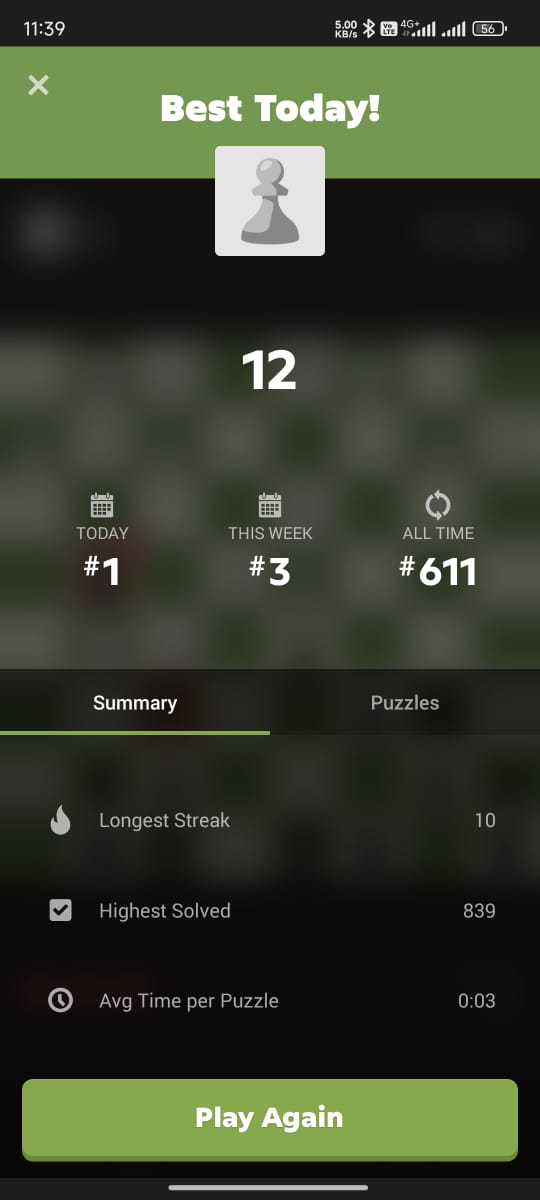 11:39
5.00 KB/s Vo LTE 4G+ 56
Best Today!
12
TODAY THIS WEEK ALL TIME
#1 #3 #611
Summary Puzzles
Longest Streak 10
Highest Solved 839
Avg Time per Puzzle 0:03
Play Again